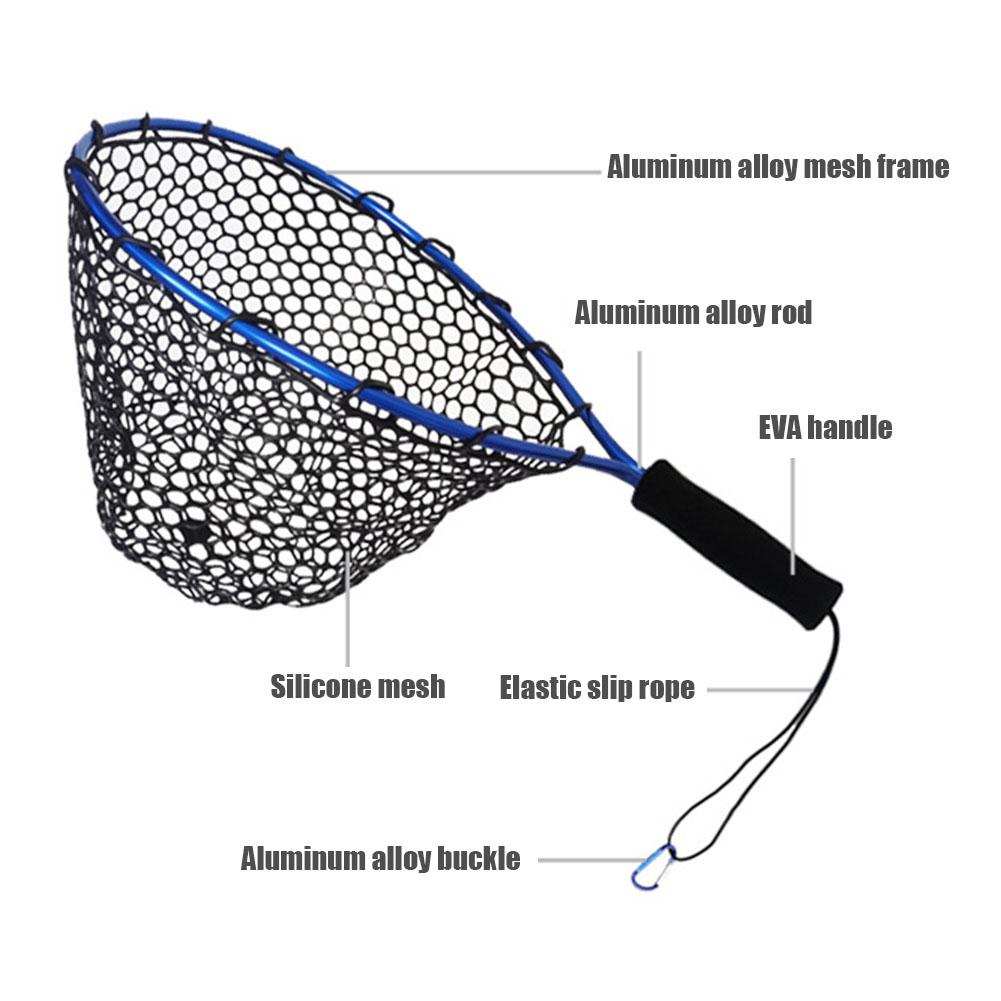 Aluminum alloy mesh frame
Aluminum alloy rod
EVA handle
Silicone mesh
Elastic slip rope
Aluminum alloy buckle